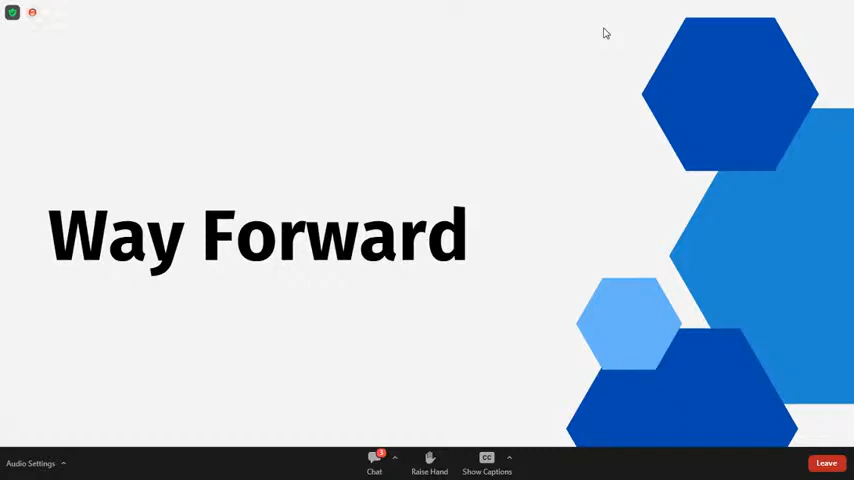 Way Forward
Audio Settings
3
Chat
Raise Hand
CC
Show Captions
Leave